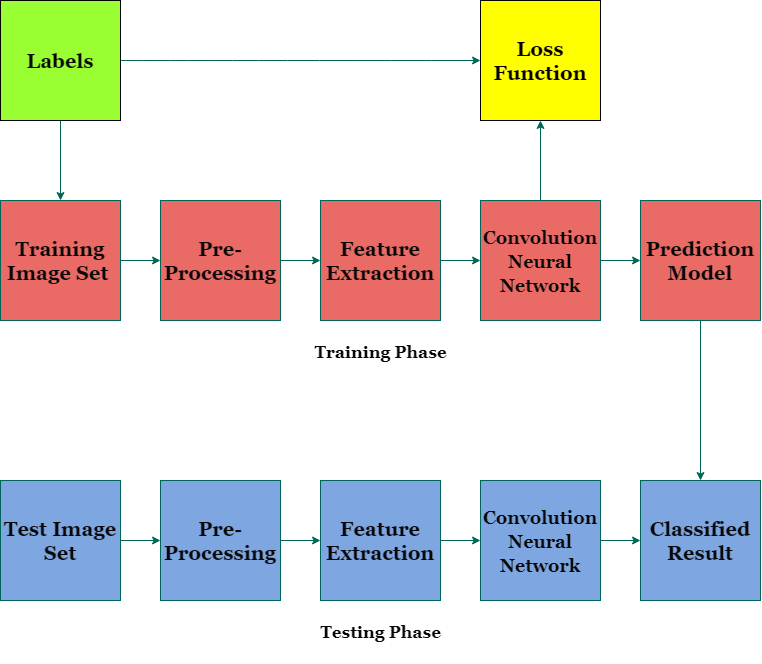 Labels
Loss
Function
Training
Image Set
Pre-
Processing
Feature
Extraction
Convolution
Neural
Network
Prediction
Model
Training Phase
Test Image
Set
Pre-
Processing
Feature
Extraction
Convolution
Neural
Network
Classified
Result
Testing Phase